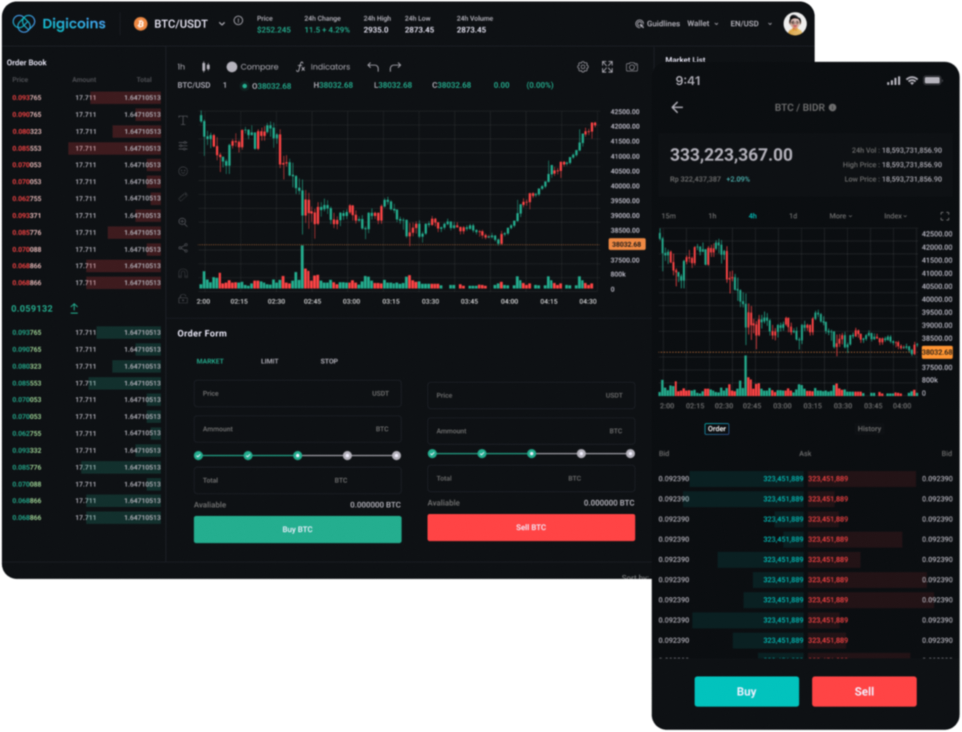 Digicoins
BTC/USDT
Price 24h Change 24h High 24h Low 24h Volume
$252.245 11.5 + 4.29% 2935.0 2873.45 2873.45
Guidlines Wallet EN/USD
Order Book
Price Amount Total
0.093765 17.711 1.64710513
0.090765 17.711 1.64710513
0.080323 17.711 1.64710513
0.080553 17.711 1.64710513
0.070053 17.711 1.64710513
0.070053 17.711 1.64710513
0.062755 17.711 1.64710513
0.093371 17.711 1.64710513
0.085776 17.711 1.64710513
0.070088 17.711 1.64710513
0.068866 17.711 1.64710513
0.068866 17.711 1.64710513
0.059132
0.093765 17.711 1.64710513
0.090765 17.711 1.64710513
0.080323 17.711 1.64710513
0.085553 17.711 1.64710513
0.070053 17.711 1.64710513
0.070053 17.711 1.64710513
0.062755 17.711 1.64710513
0.093332 17.711 1.64710513
0.085776 17.711 1.64710513
0.070088 17.711 1.64710513
0.068866 17.711 1.64710513
0.068866 17.711 1.64710513
1h Compare Indicators
BTC/USD 1 O38032.68 H38032.68 L38032.68 C38032.68 0.00 (0.00%)
42500.00
42000.00
41500.00
41000.00
40500.00
40000.00
39500.00
39000.00
38500.00
38032.68
37500.00
800k
0
2:00 02:15 02:30 02:45 03:00 03:15 03:30 03:45 04:00 04:15 04:30
Order Form
MARKET LIMIT STOP
Price USDT
Ammount BTC
Total BTC
Available 0.000000 BTC
Buy BTC
Price USDT
Ammount BTC
Total BTC
Available 0.000000 BTC
Sell BTC
Market List
9:41
BTC / BIDR
333,223,367.00
Rp 322,437,387 +2.09%
24h Vol : 18,593,731,856.90
High Price : 18,593,731,856.90
Low Price : 18,593,731,856.90
15m 1h 4h 1d More Index
42500.00
42000.00
41500.00
41000.00
40500.00
40000.00
39500.00
39000.00
38500.00
38032.68
37500.00
800k
0
2:00 02:15 02:30 02:45 03:00 03:15 03:30 03:45 04:00
Order History
Bid Ask Bid
0.092390 323,451,889 323,451,889 0.092390
0.092390 323,451,889 323,451,889 0.092390
0.092390 323,451,889 323,451,889 0.092390
0.092390 323,451,889 323,451,889 0.092390
0.092390 323,451,889 323,451,889 0.092390
0.092390 323,451,889 323,451,889 0.092390
0.092390 323,451,889 323,451,889 0.092390
0.092390 323,451,889 323,451,889 0.092390
0.092390 323,451,889 323,451,889 0.092390
Buy Sell